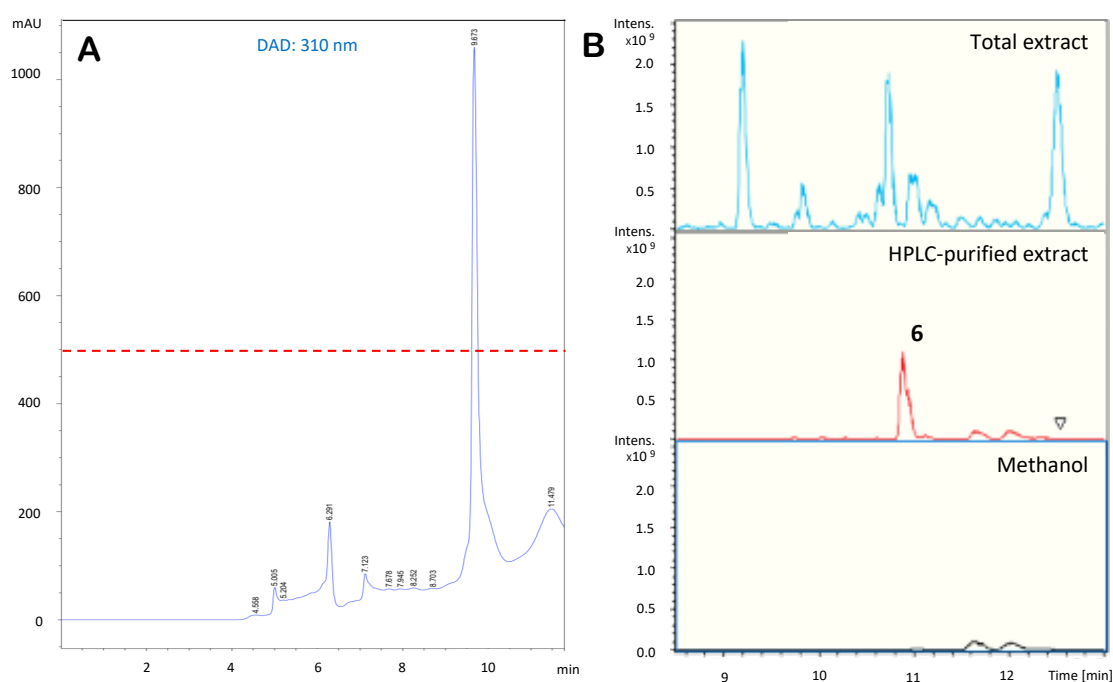 mAU
A
DAD: 310 nm
9.673
1000
800
600
400
200
0
4.558
5.005
5.204
6.291
7.123
7.678
7.945
8.252
8.703
11.479
2 4 6 8 10 min
B
Intens.
x10 9
2.0
1.5
1.0
0.5
Total extract
Intens.
x10 9
2.0
1.5
1.0
0.5
HPLC-purified extract
6
Intens.
x10 9
2.0
1.5
1.0
0.5
0.0
Methanol
9 10 11 12 Time [min]